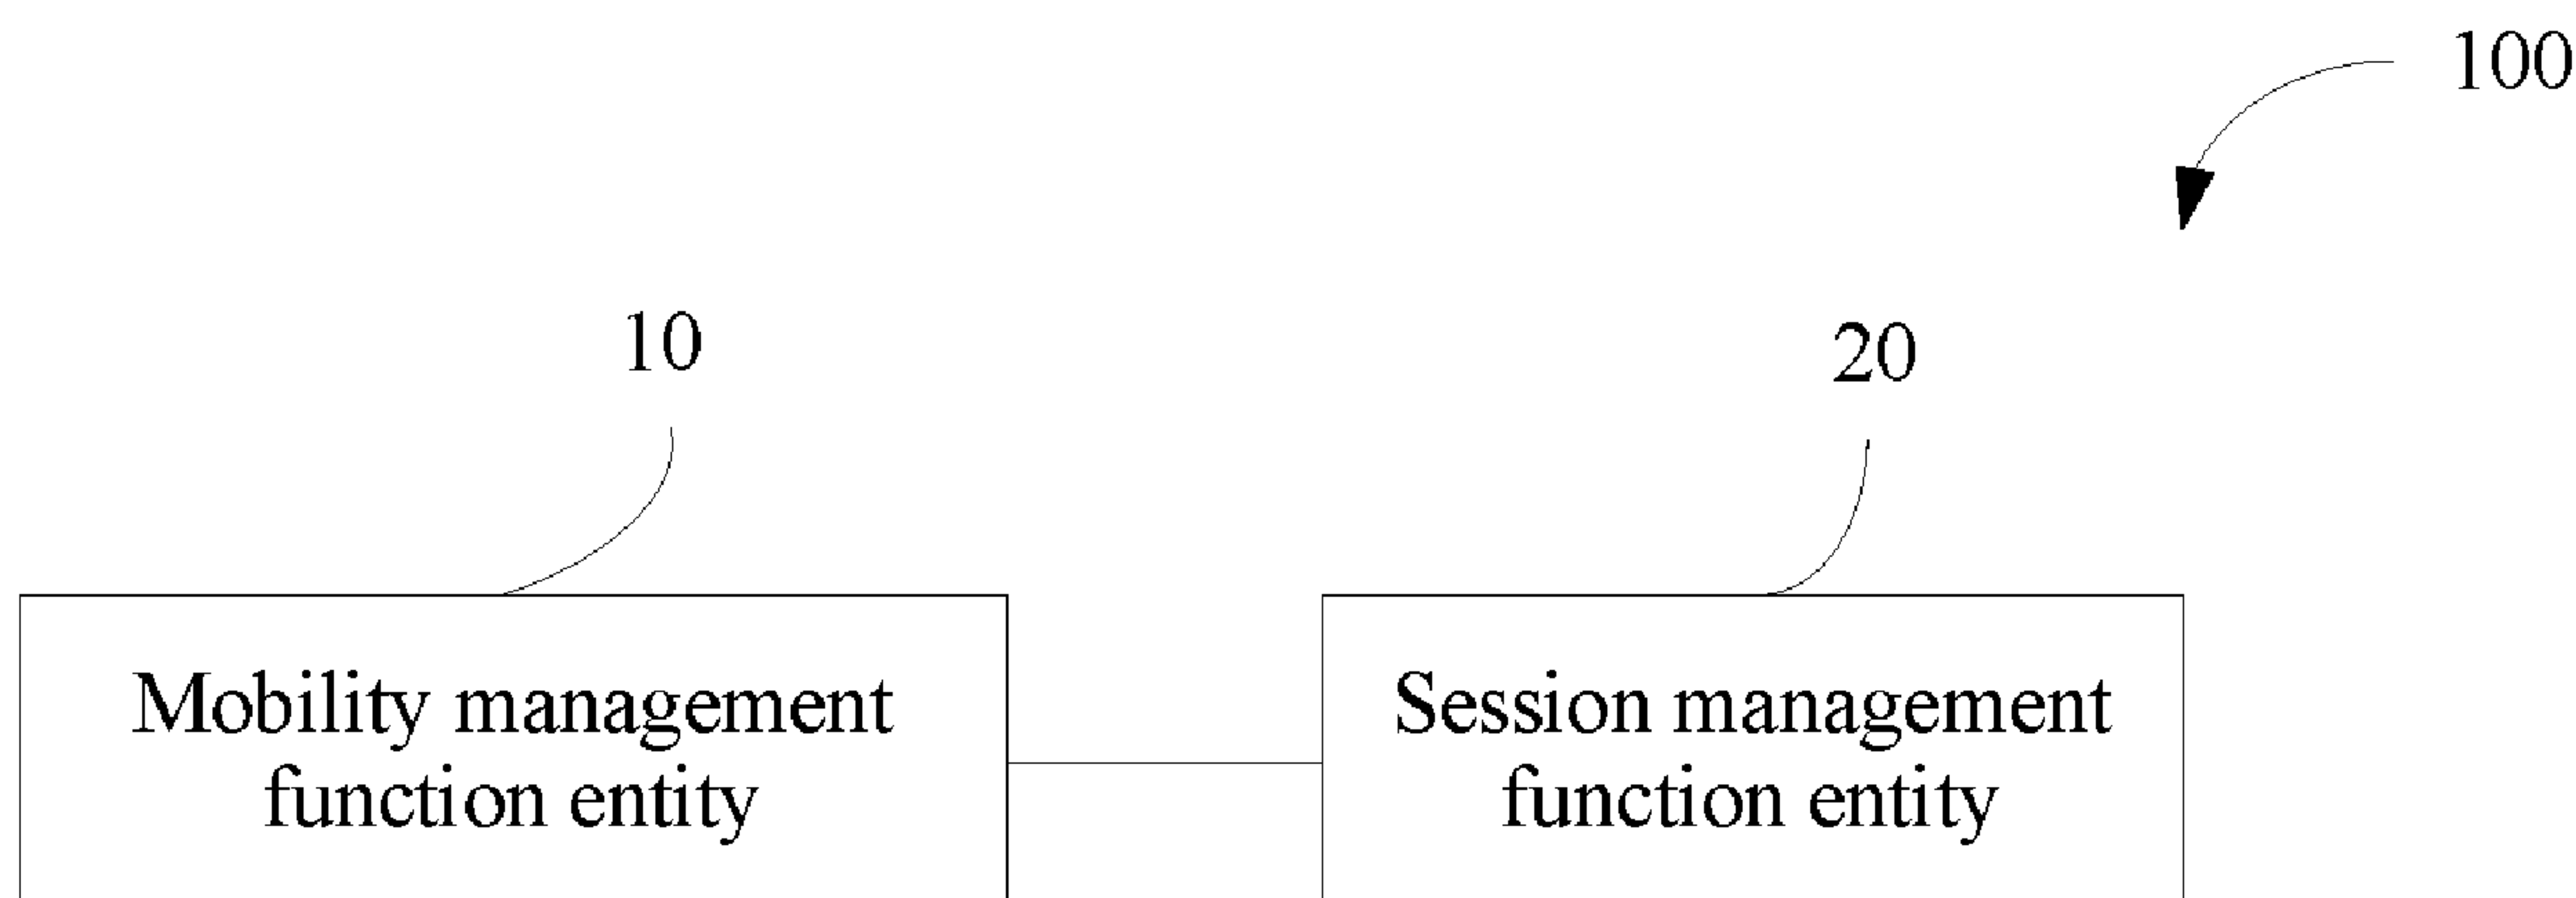 100
10
20
Mobility management
function entity
Session management
function entity